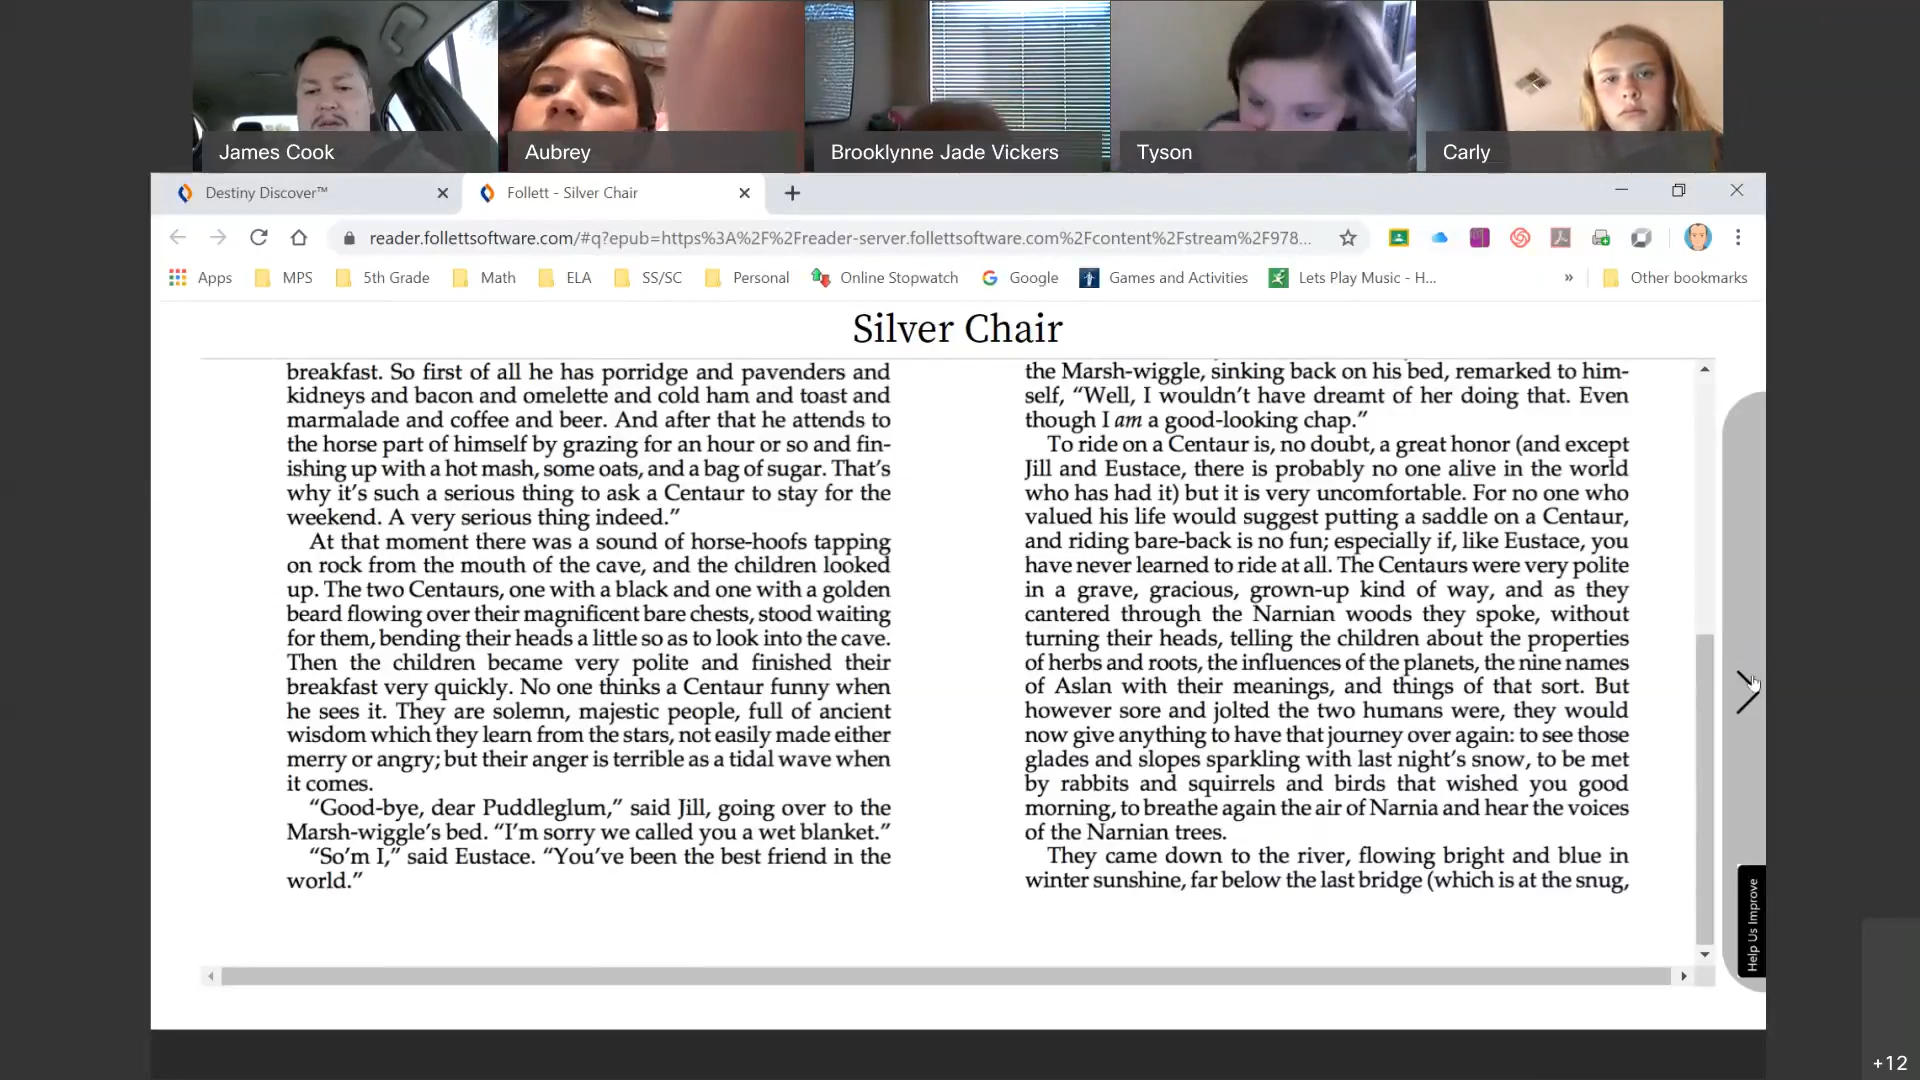 James Cook
Aubrey
Brooklynne Jade Vickers
Tyson
Carly
Destiny Discover™
Follett - Silver Chair
reader.follettsoftware.com/#q?epub=https%3A%2F%2Freader-server.follettsoftware.com%2Fcontent%2Fstream%2F978...
Apps
MPS
5th Grade
Math
ELA
SS/SC
Personal
Online Stopwatch
Google
Games and Activities
Lets Play Music - H...
»
Other bookmarks
Silver Chair
breakfast. So first of all he has porridge and pavenders and
kidneys and bacon and omelette and cold ham and toast and
marmalade and coffee and beer. And after that he attends to
the horse part of himself by grazing for an hour or so and fin-
ishing up with a hot mash, some oats, and a bag of sugar. That's
why it's such a serious thing to ask a Centaur to stay for the
weekend. A very serious thing indeed.”
At that moment there was a sound of horse-hoofs tapping
on rock from the mouth of the cave, and the children looked
up. The two Centaurs, one with a black and one with a golden
beard flowing over their magnificent bare chests, stood waiting
for them, bending their heads a little so as to look into the cave.
Then the children became very polite and finished their
breakfast very quickly. No one thinks a Centaur funny when
he sees it. They are solemn, majestic people, full of ancient
wisdom which they learn from the stars, not easily made either
merry or angry; but their anger is terrible as a tidal wave when
it comes.
“Good-bye, dear Puddleglum,” said Jill, going over to the
Marsh-wiggle's bed. “I'm sorry we called you a wet blanket.”
“So'm I,” said Eustace. “You've been the best friend in the
world.”
the Marsh-wiggle, sinking back on his bed, remarked to him-
self, “Well, I wouldn't have dreamt of her doing that. Even
though I am a good-looking chap.”
To ride on a Centaur is, no doubt, a great honor (and except
Jill and Eustace, there is probably no one alive in the world
who has had it) but it is very uncomfortable. For no one who
valued his life would suggest putting a saddle on a Centaur,
and riding bare-back is no fun; especially if, like Eustace, you
have never learned to ride at all. The Centaurs were very polite
in a grave, gracious, grown-up kind of way, and as they
cantered through the Narnian woods they spoke, without
turning their heads, telling the children about the properties
of herbs and roots, the influences of the planets, the nine names
of Aslan with their meanings, and things of that sort. But
however sore and jolted the two humans were, they would
now give anything to have that journey over again: to see those
glades and slopes sparkling with last night's snow, to be met
by rabbits and squirrels and birds that wished you good
morning, to breathe again the air of Narnia and hear the voices
of the Narnian trees.
They came down to the river, flowing bright and blue in
winter sunshine, far below the last bridge (which is at the snug,
Help Us Improve
+12